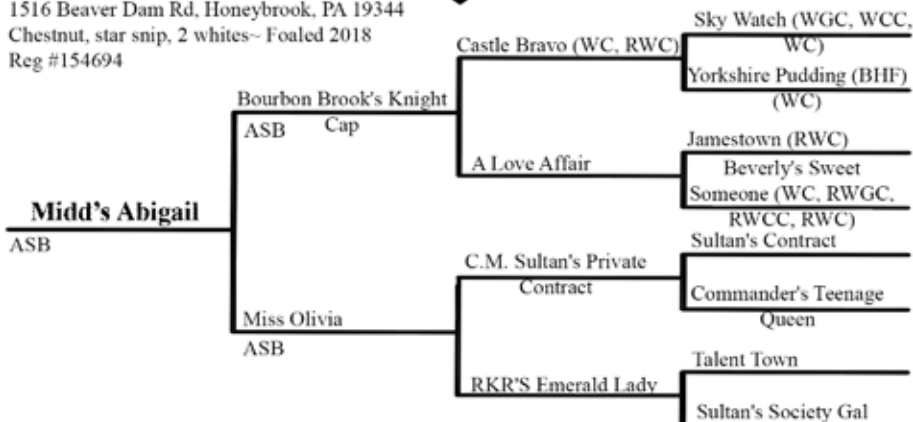 1516 Beaver Dam Rd, Honeybrook, PA 19344
Chestnut, star snip, 2 whites~ Foaled 2018
Reg #154694
Midd's Abigail
ASB
Bourbon Brook's Knight
Cap
ASB
Miss Olivia
ASB
Castle Bravo (WC, RWC)
A Love Affair
C.M. Sultan's Private
Contract
RKR'S Emerald Lady
Sky Watch (WGC, WCC,
WC)
Yorkshire Pudding (BHF)
(WC)
Jamestown (RWC)
Beverly's Sweet
Someone (WC, RWGC,
RWCC, RWC)
Sultan's Contract
Commander's Teenage
Queen
Talent Town
Sultan's Society Gal